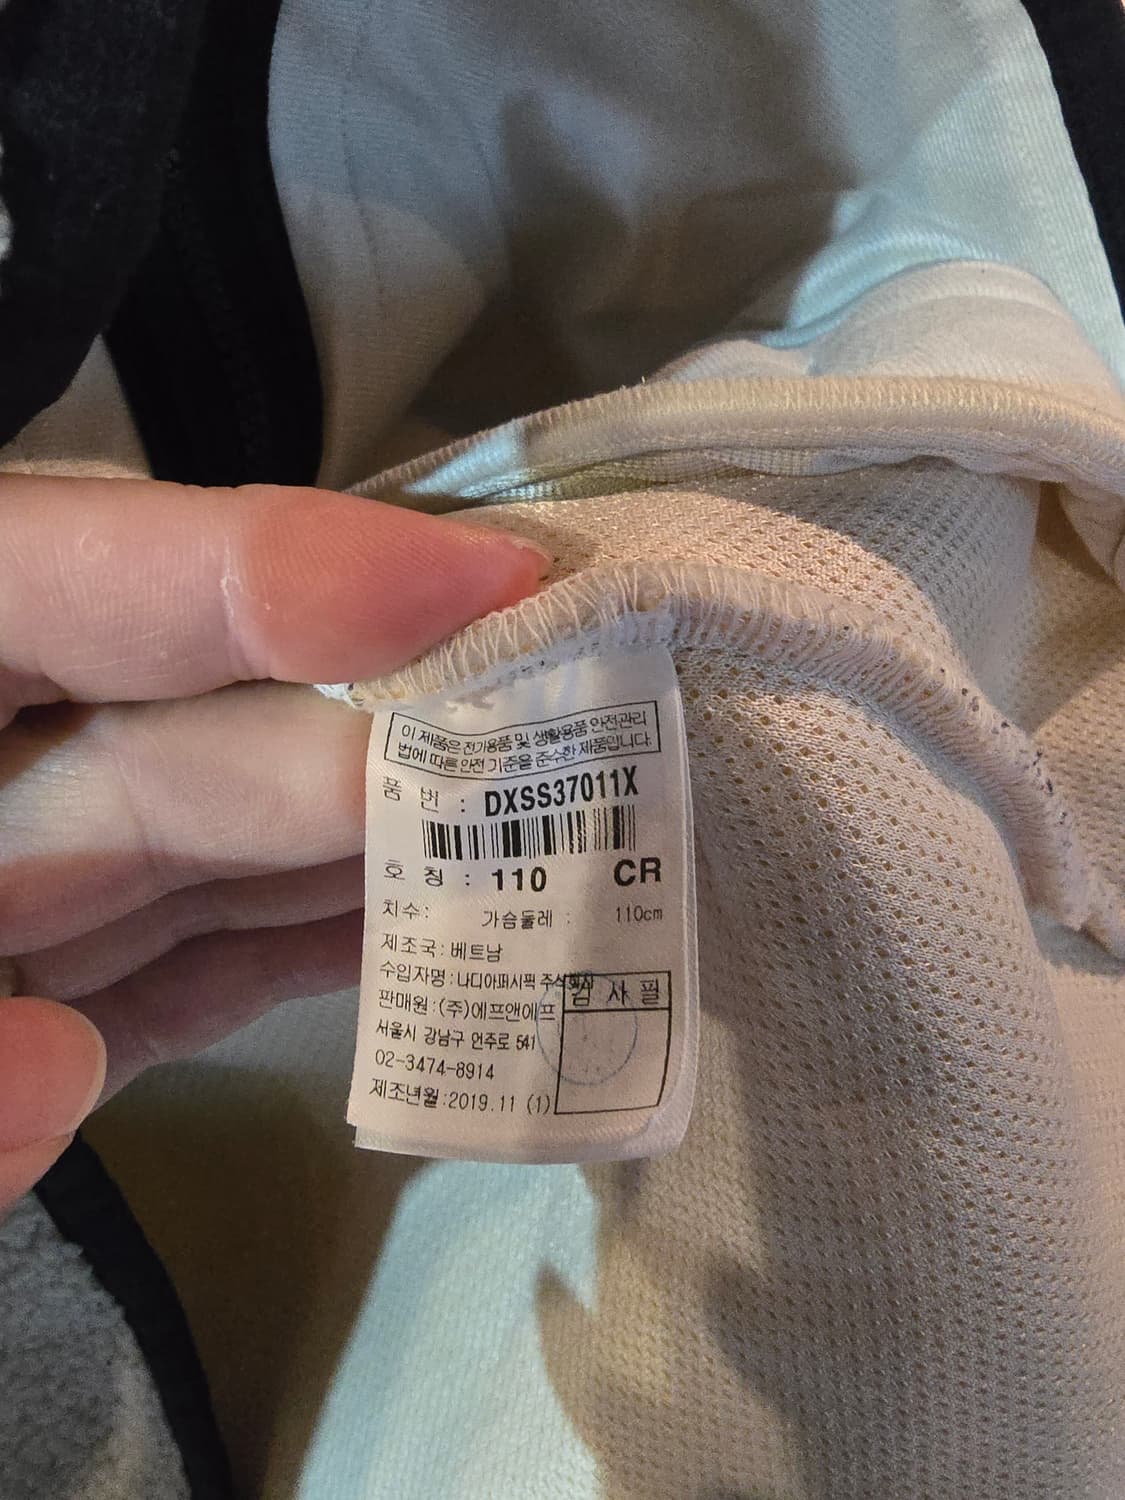 이 제품은 전기용품 및 생활용품 안전관리
법에 따른 안전 기준을 준수한 제품입니다.
품 번 : DXSS37011X
호 칭 : 110 CR
치수: 가슴둘레 : 110cm
제조국: 베트남
수입자명 : 나디아퍼시픽 주식회사
검 사 필
판매원 : (주)에프앤에프
서울시 강남구 언주로 541
02-3474-8914
제조년월:2019.11 (1)